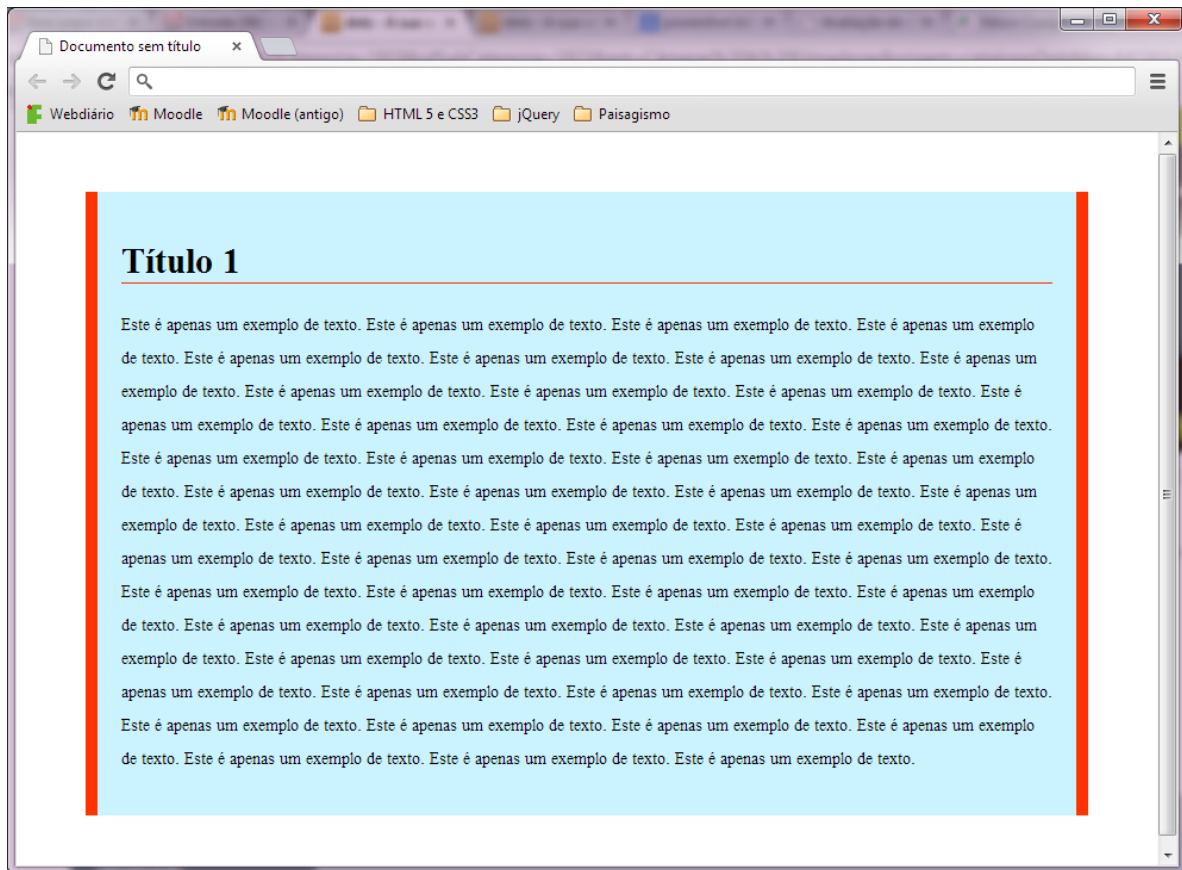 Documento sem título
Webdiário Moodle Moodle (antigo) HTML 5 e CSS3 jQuery Paisagismo
Título 1
Este é apenas um exemplo de texto. Este é apenas um exemplo de texto. Este é apenas um exemplo de texto. Este é apenas um exemplo
de texto. Este é apenas um exemplo de texto. Este é apenas um exemplo de texto. Este é apenas um exemplo de texto. Este é apenas um
exemplo de texto. Este é apenas um exemplo de texto. Este é apenas um exemplo de texto. Este é apenas um exemplo de texto. Este é
apenas um exemplo de texto. Este é apenas um exemplo de texto. Este é apenas um exemplo de texto. Este é apenas um exemplo de texto.
Este é apenas um exemplo de texto. Este é apenas um exemplo de texto. Este é apenas um exemplo de texto. Este é apenas um exemplo
de texto. Este é apenas um exemplo de texto. Este é apenas um exemplo de texto. Este é apenas um exemplo de texto. Este é apenas um
exemplo de texto. Este é apenas um exemplo de texto. Este é apenas um exemplo de texto. Este é apenas um exemplo de texto. Este é
apenas um exemplo de texto. Este é apenas um exemplo de texto. Este é apenas um exemplo de texto. Este é apenas um exemplo de texto.
Este é apenas um exemplo de texto. Este é apenas um exemplo de texto. Este é apenas um exemplo de texto. Este é apenas um exemplo
de texto. Este é apenas um exemplo de texto. Este é apenas um exemplo de texto. Este é apenas um exemplo de texto. Este é apenas um
exemplo de texto. Este é apenas um exemplo de texto. Este é apenas um exemplo de texto. Este é apenas um exemplo de texto. Este é
apenas um exemplo de texto. Este é apenas um exemplo de texto. Este é apenas um exemplo de texto. Este é apenas um exemplo de texto.
Este é apenas um exemplo de texto. Este é apenas um exemplo de texto. Este é apenas um exemplo de texto. Este é apenas um exemplo
de texto. Este é apenas um exemplo de texto. Este é apenas um exemplo de texto. Este é apenas um exemplo de texto.